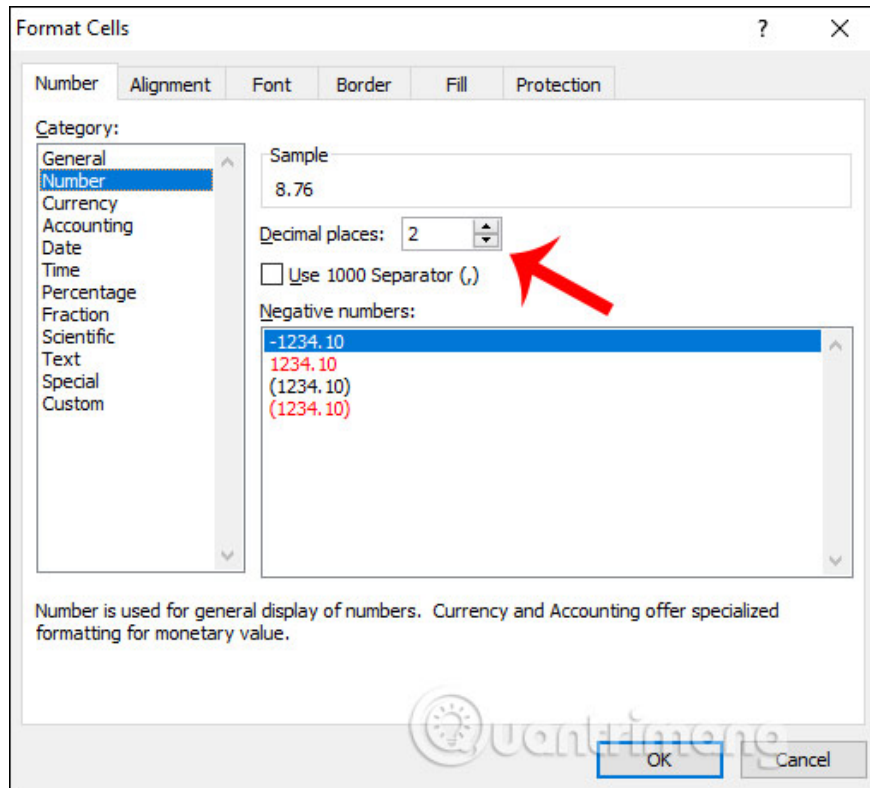 Format Cells
Number Alignment Font Border Fill Protection
Category:
General
Number
Currency
Accounting
Date
Time
Percentage
Fraction
Scientific
Text
Special
Custom
Sample
8.76
Decimal places: 2
Use 1000 Separator (,)
Negative numbers:
-1234.10
1234.10
(1234.10)
(1234.10)
Number is used for general display of numbers. Currency and Accounting offer specialized
formatting for monetary value.
Quantrimang
OK Cancel